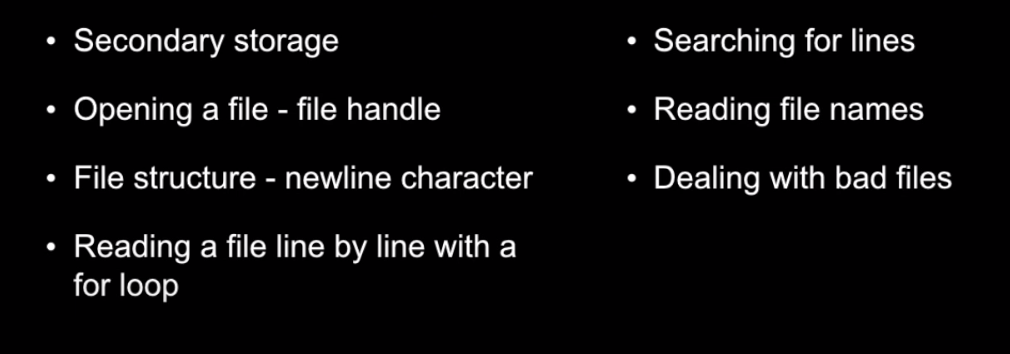 • Secondary storage
• Opening a file - file handle
• File structure - newline character
• Reading a file line by line with a
for loop
• Searching for lines
• Reading file names
• Dealing with bad files